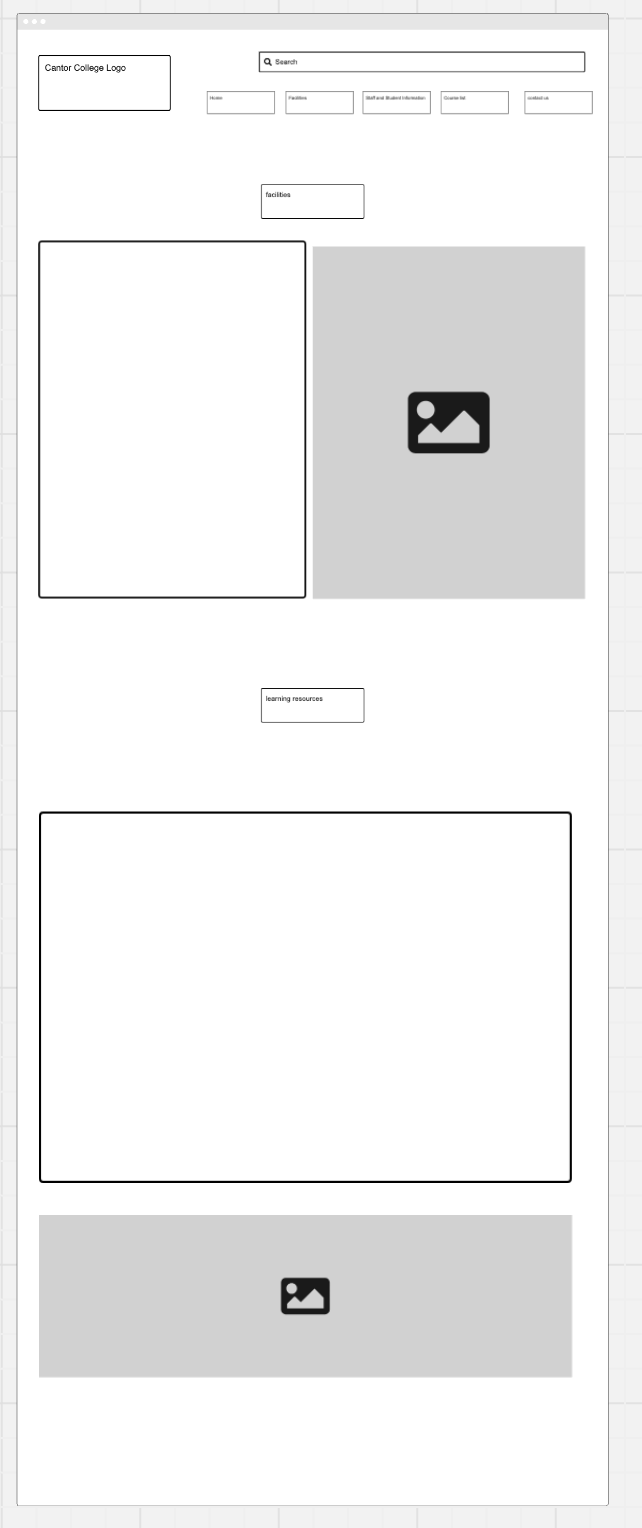 Cantor College Logo
Search
Home
Facilities
Staff and Student Information
Course list
contact us
facilities
learning resources